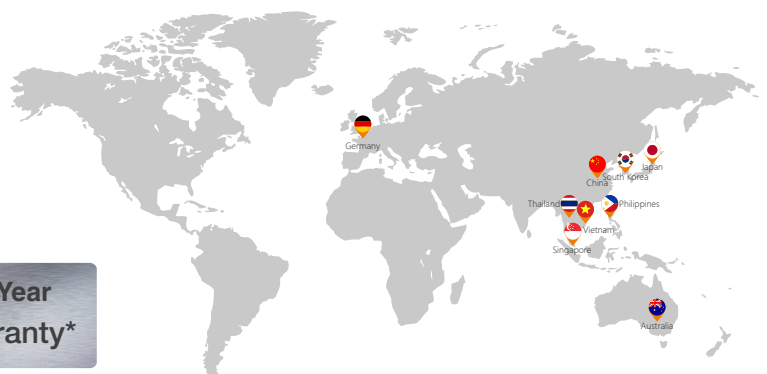 Germany
Japan
South Korea
China
Thailand
Philippines
Vietnam
Singapore
Year
ranty*
Australia